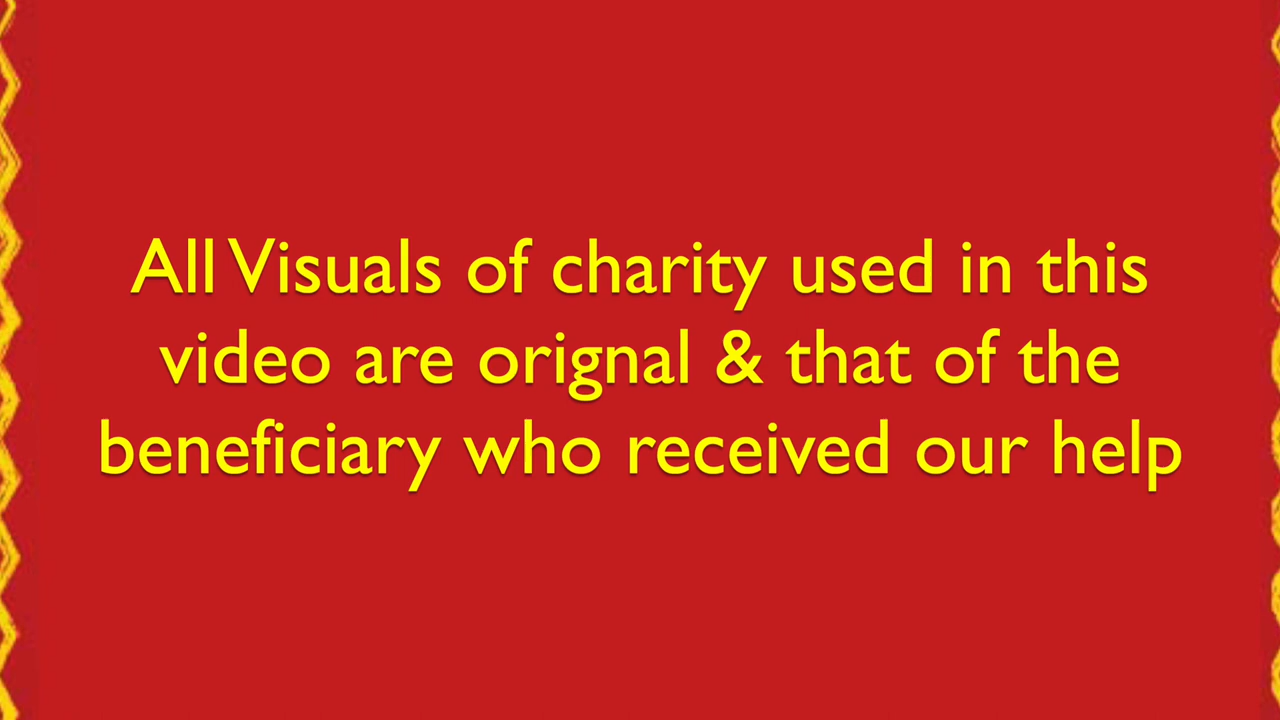 All Visuals of charity used in this
video are orignal & that of the
beneficiary who received our help